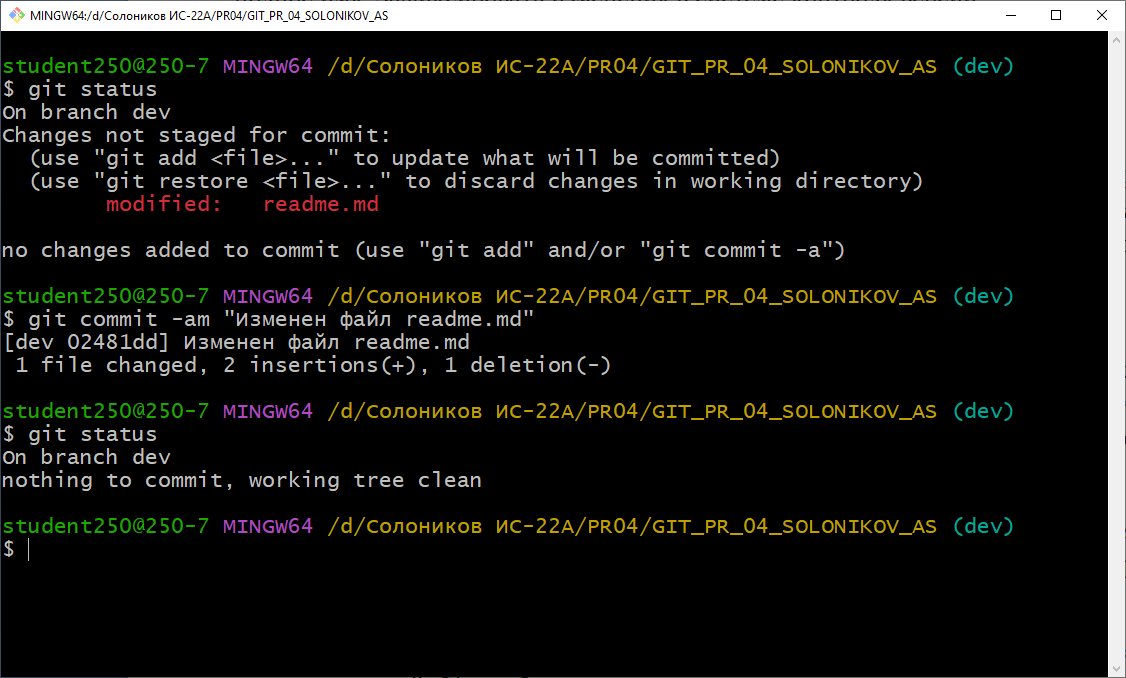 MINGW64:/d/Солоников ИС-22А/PR04/GIT_PR_04_SOLONIKOV_AS
student250@250-7 MINGW64 /d/Солоников ИС-22А/PR04/GIT_PR_04_SOLONIKOV_AS (dev)
$ git status
On branch dev
Changes not staged for commit:
  (use "git add <file>..." to update what will be committed)
  (use "git restore <file>..." to discard changes in working directory)
        modified:   readme.md
no changes added to commit (use "git add" and/or "git commit -a")
student250@250-7 MINGW64 /d/Солоников ИС-22А/PR04/GIT_PR_04_SOLONIKOV_AS (dev)
$ git commit -am "Изменен файл readme.md"
[dev 02481dd] Изменен файл readme.md
 1 file changed, 2 insertions(+), 1 deletion(-)
student250@250-7 MINGW64 /d/Солоников ИС-22А/PR04/GIT_PR_04_SOLONIKOV_AS (dev)
$ git status
On branch dev
nothing to commit, working tree clean
student250@250-7 MINGW64 /d/Солоников ИС-22А/PR04/GIT_PR_04_SOLONIKOV_AS (dev)
$